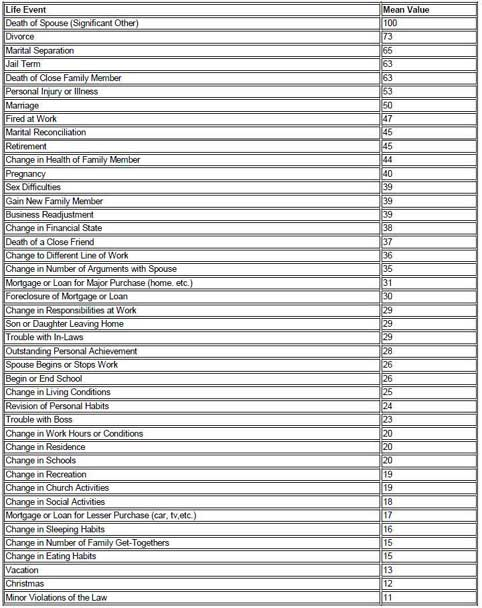 Life Event Mean Value
Death of Spouse (Significant Other) 100
Divorce 73
Marital Separation 65
Jail Term 63
Death of Close Family Member 63
Personal Injury or Illness 53
Marriage 50
Fired at Work 47
Marital Reconciliation 45
Retirement 45
Change in Health of Family Member 44
Pregnancy 40
Sex Difficulties 39
Gain New Family Member 39
Business Readjustment 39
Change in Financial State 38
Death of a Close Friend 37
Change to Different Line of Work 36
Change in Number of Arguments with Spouse 35
Mortgage or Loan for Major Purchase (home. etc.) 31
Foreclosure of Mortgage or Loan 30
Change in Responsibilities at Work 29
Son or Daughter Leaving Home 29
Trouble with In-Laws 29
Outstanding Personal Achievement 28
Spouse Begins or Stops Work 26
Begin or End School 26
Change in Living Conditions 25
Revision of Personal Habits 24
Trouble with Boss 23
Change in Work Hours or Conditions 20
Change in Residence 20
Change in Schools 20
Change in Recreation 19
Change in Church Activities 19
Change in Social Activities 18
Mortgage or Loan for Lesser Purchase (car, tv,etc.) 17
Change in Sleeping Habits 16
Change in Number of Family Get-Togethers 15
Change in Eating Habits 15
Vacation 13
Christmas 12
Minor Violations of the Law 11